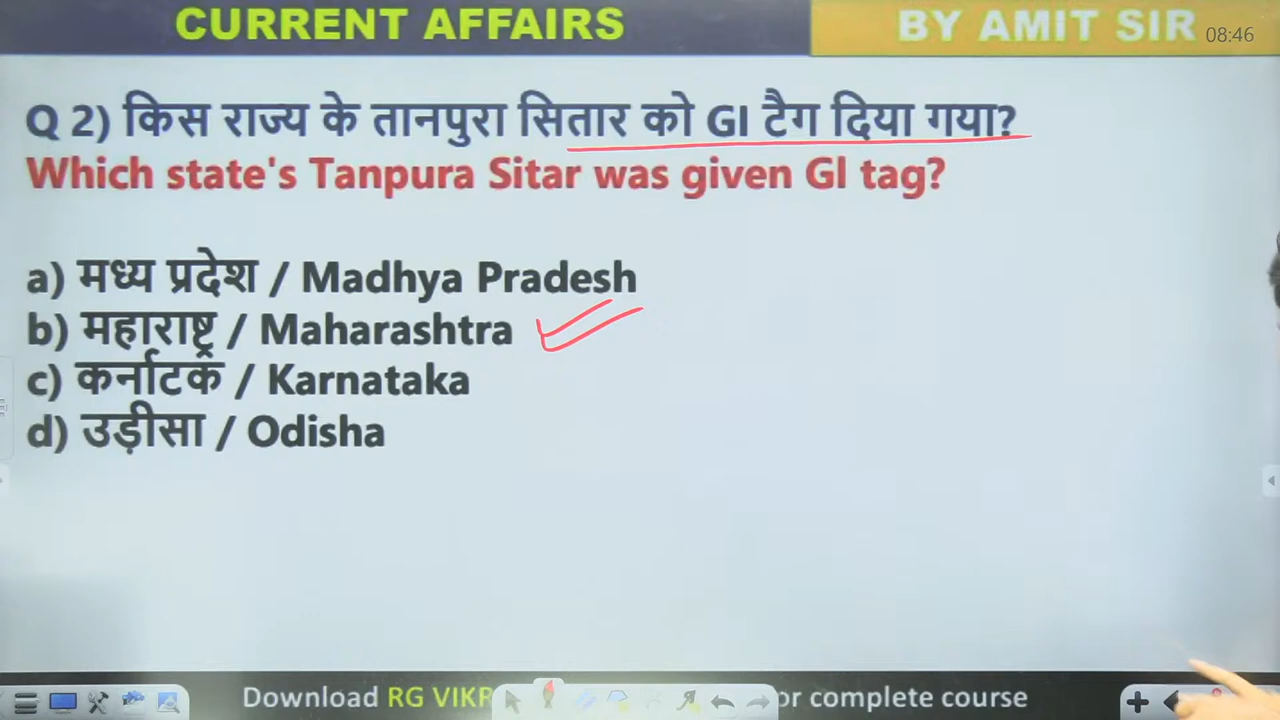 CURRENT AFFAIRS
BY AMIT SIR
08:46
Q 2) किस राज्य के तानपुरा सितार को GI टैग दिया गया?
Which state's Tanpura Sitar was given GI tag?
a) मध्य प्रदेश / Madhya Pradesh
b) महाराष्ट्र / Maharashtra
c) कर्नाटक / Karnataka
d) उड़ीसा / Odisha
Download RG VIKR
or complete course